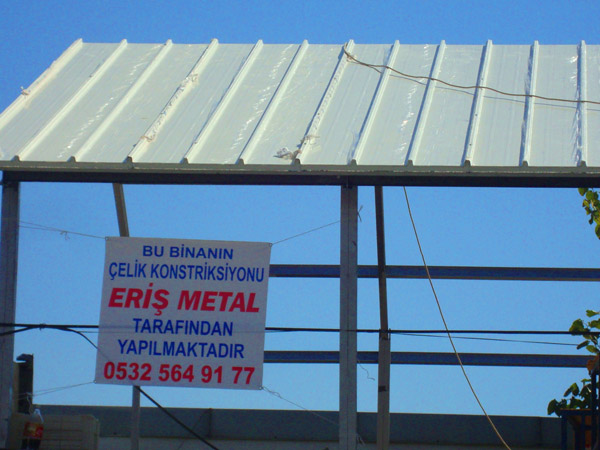 BU BİNANIN
ÇELİK KONSTRİKSİYONU
ERİŞ METAL
TARAFINDAN
YAPILMAKTADIR
0532 564 91 77